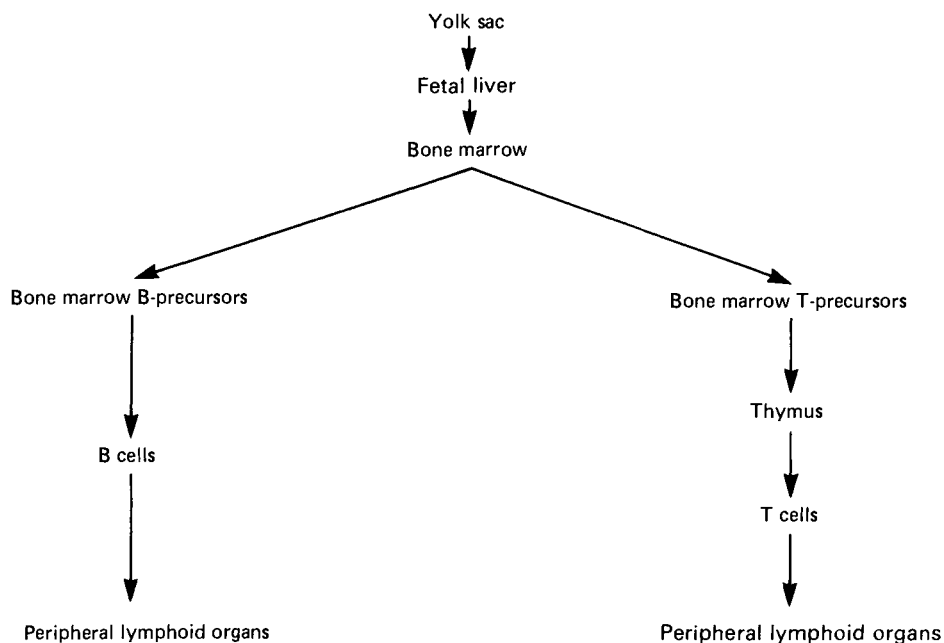 Yolk sac
Fetal liver
Bone marrow
Bone marrow B-precursors
Bone marrow T-precursors
Thymus
B cells
T cells
Peripheral lymphoid organs
Peripheral lymphoid organs